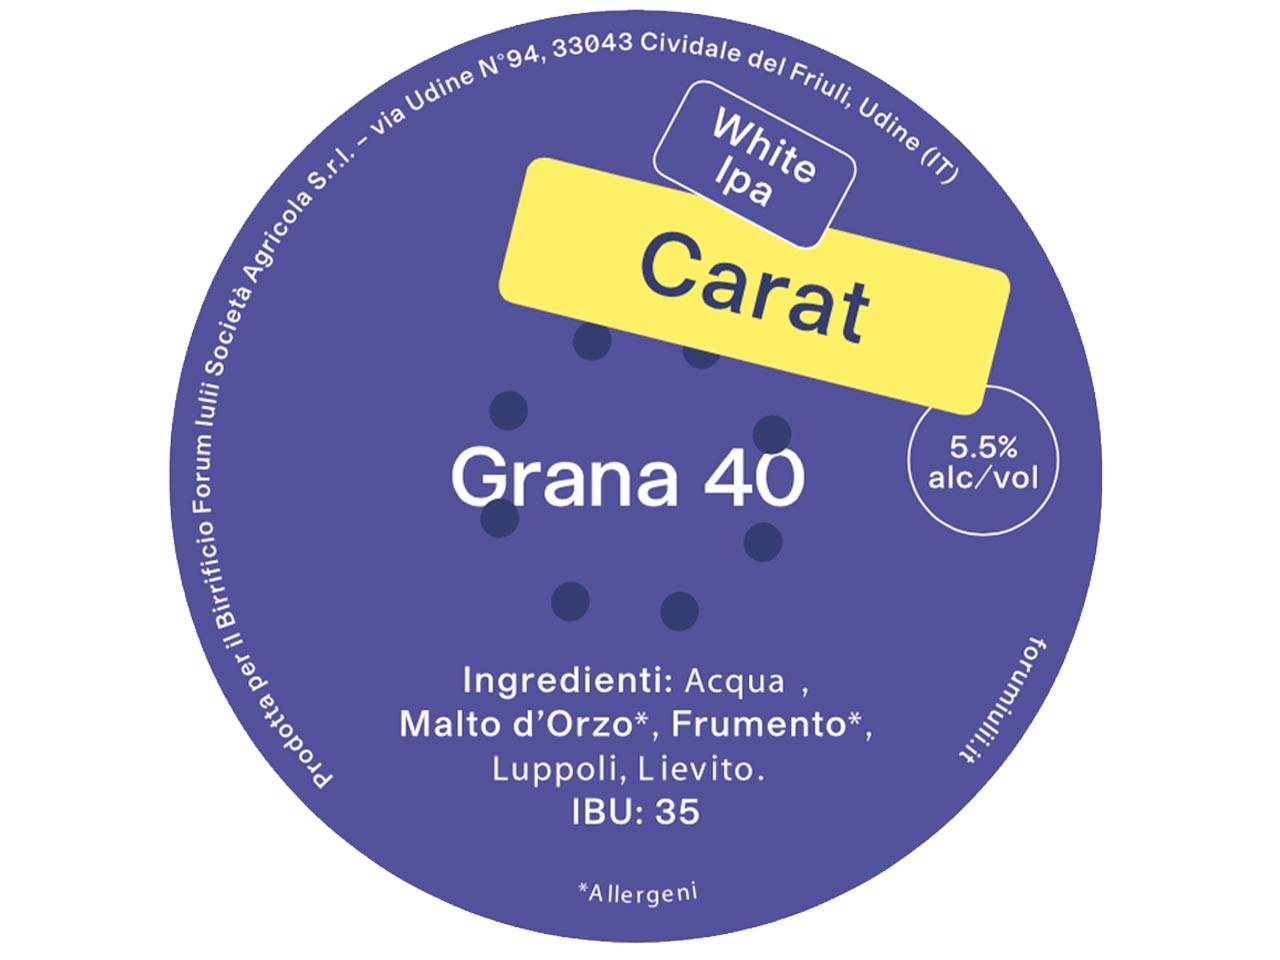 Prodotta per il Birrificio Forum Iulii Società Agricola S.r.l. – via Udine N°94, 33043 Cividale del Friuli, Udine (IT)
White
Ipa
Carat
5.5%
alc/vol
Grana 40
Ingredienti: Acqua ,
Malto d’Orzo*, Frumento*,
Luppoli, Lievito.
IBU: 35
*Allergeni
forumiulii.it